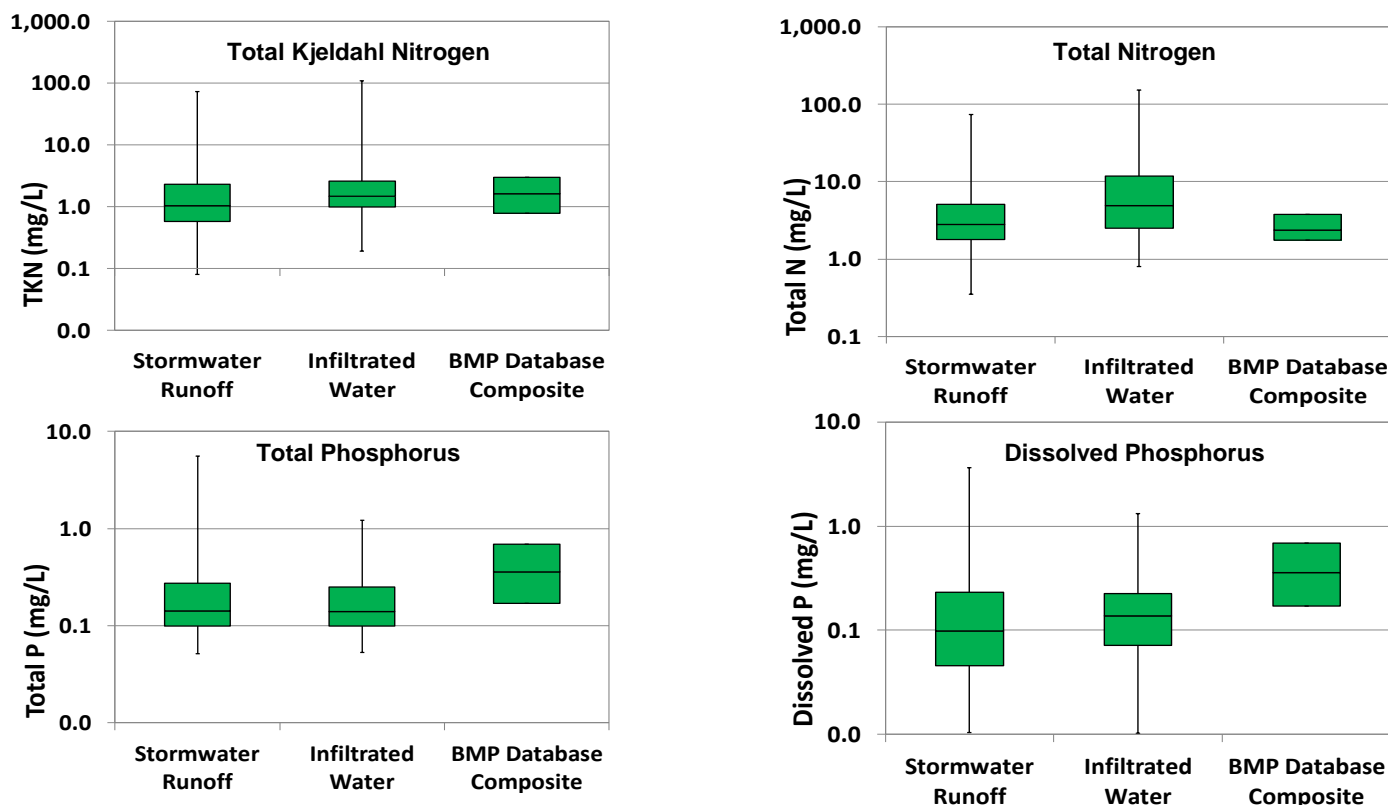 Total Kjeldahl Nitrogen
TKN (mg/L)
1,000.0
100.0
10.0
1.0
0.1
0.0
Stormwater
Runoff
Infiltrated
Water
BMP Database
Composite
Total Nitrogen
Total N (mg/L)
1,000.0
100.0
10.0
1.0
0.1
Stormwater
Runoff
Infiltrated
Water
BMP Database
Composite
Total Phosphorus
Total P (mg/L)
10.0
1.0
0.1
0.0
Stormwater
Runoff
Infiltrated
Water
BMP Database
Composite
Dissolved Phosphorus
Dissolved P (mg/L)
10.0
1.0
0.1
0.0
Stormwater
Runoff
Infiltrated
Water
BMP Database
Composite